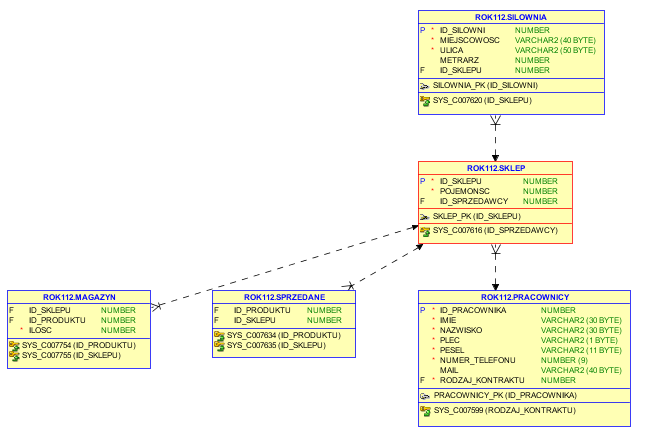 ROK112.SILOWNIA
P * ID_SILOWNI NUMBER
* MIEJSCOWOSC VARCHAR2 (40 BYTE)
* ULICA VARCHAR2 (50 BYTE)
METRARZ NUMBER
F ID_SKLEPU NUMBER
SILOWNIA_PK (ID_SILOWNI)
SYS_C007620 (ID_SKLEPU)
ROK112.SKLEP
P * ID_SKLEPU NUMBER
* POJEMONSC NUMBER
F ID_SPRZEDAWCY NUMBER
SKLEP_PK (ID_SKLEPU)
SYS_C007616 (ID_SPRZEDAWCY)
ROK112.MAGAZYN
F ID_SKLEPU NUMBER
F ID_PRODUKTU NUMBER
* ILOSC NUMBER
SYS_C007754 (ID_PRODUKTU)
SYS_C007755 (ID_SKLEPU)
ROK112.SPRZEDANE
F ID_PRODUKTU NUMBER
F ID_SKLEPU NUMBER
SYS_C007634 (ID_PRODUKTU)
SYS_C007635 (ID_SKLEPU)
ROK112.PRACOWNICY
P * ID_PRACOWNIKA NUMBER
* IMIE VARCHAR2 (30 BYTE)
* NAZWISKO VARCHAR2 (30 BYTE)
* PLEC VARCHAR2 (1 BYTE)
* PESEL VARCHAR2 (11 BYTE)
* NUMER_TELEFONU NUMBER (9)
MAIL VARCHAR2 (40 BYTE)
F * RODZAJ_KONTRAKTU NUMBER
PRACOWNICY_PK (ID_PRACOWNIKA)
SYS_C007599 (RODZAJ_KONTRAKTU)